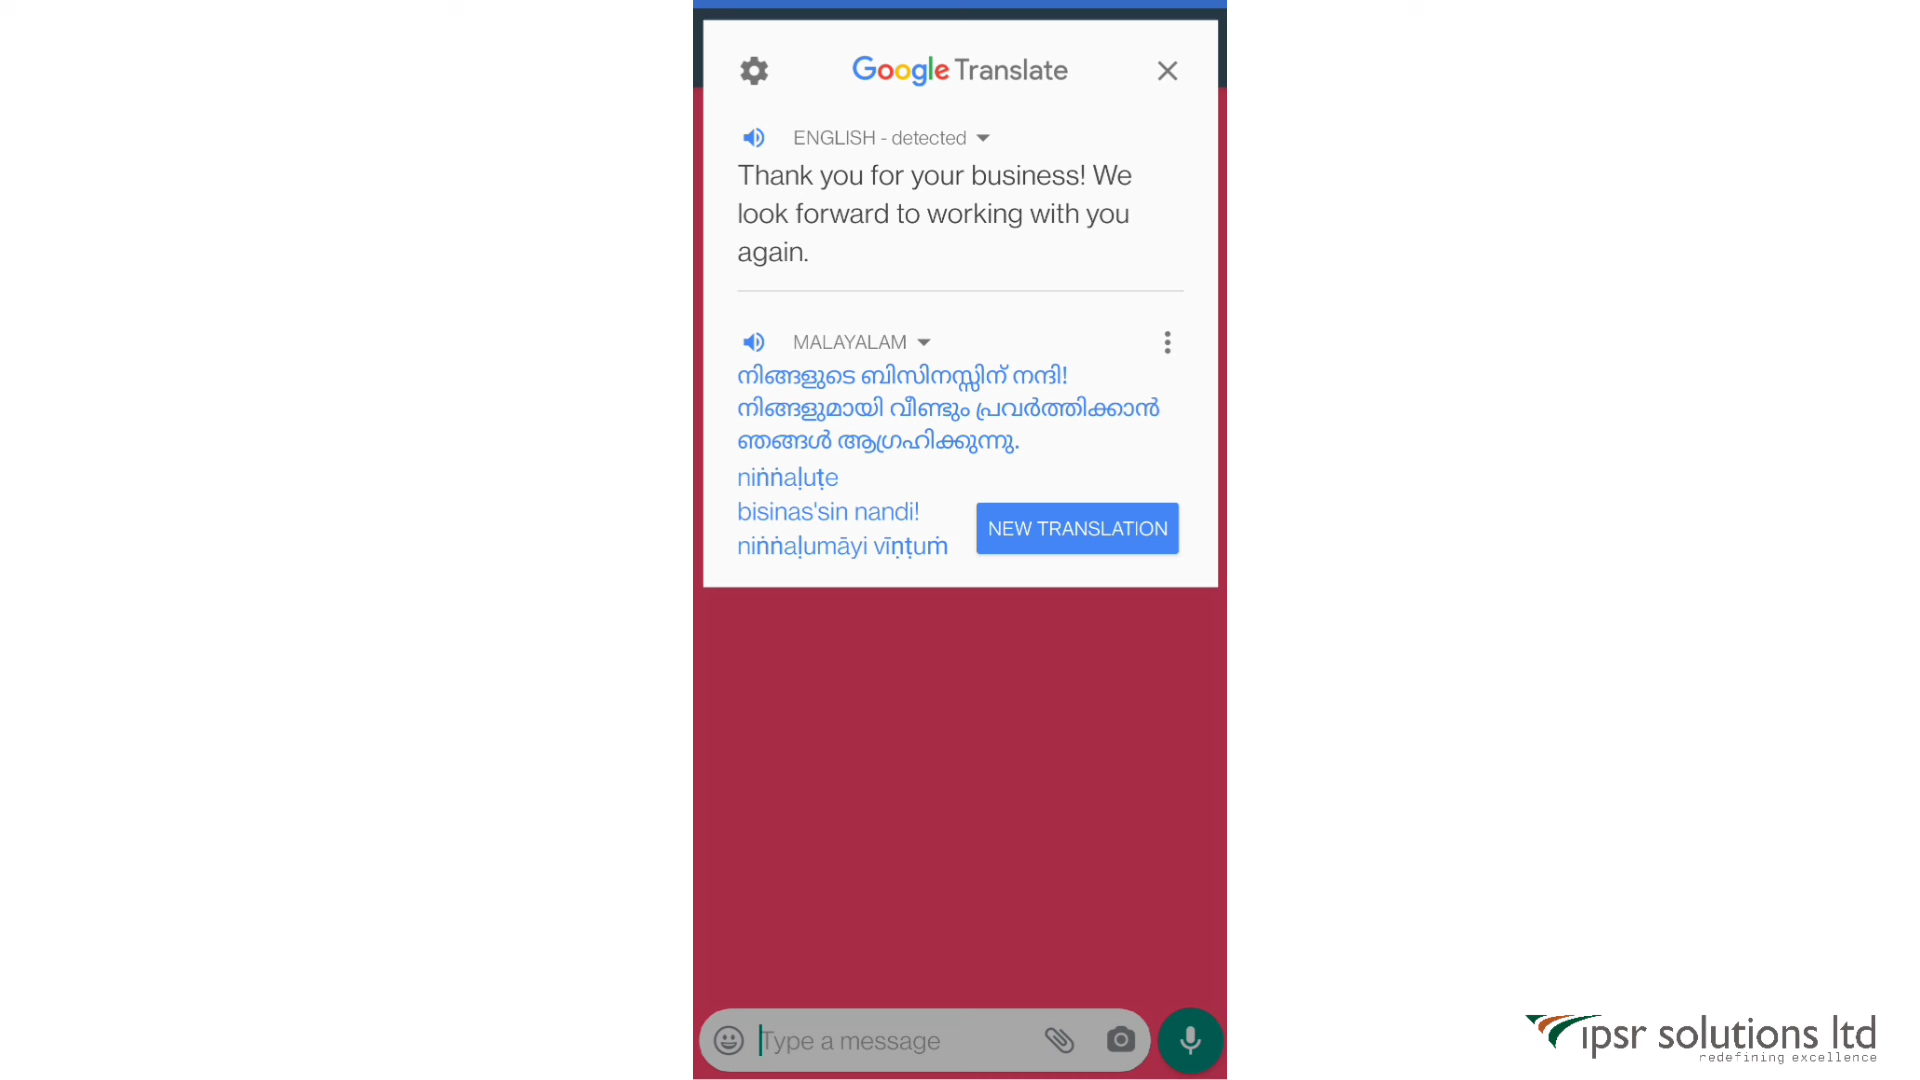 Google Translate
ENGLISH - detected
Thank you for your business! We
look forward to working with you
again.
MALAYALAM
നിങ്ങളുടെ ബിസിനസ്സിന് നന്ദി!
നിങ്ങളുമായി വീണ്ടും പ്രവർത്തിക്കാൻ
ഞങ്ങൾ ആഗ്രഹിക്കുന്നു.
niṅṅaḷuṭe
bisinas'sin nandi!
niṅṅaḷumāyi vīṇṭuṁ
NEW TRANSLATION
Type a message
ipsr solutions ltd
redefining excellence